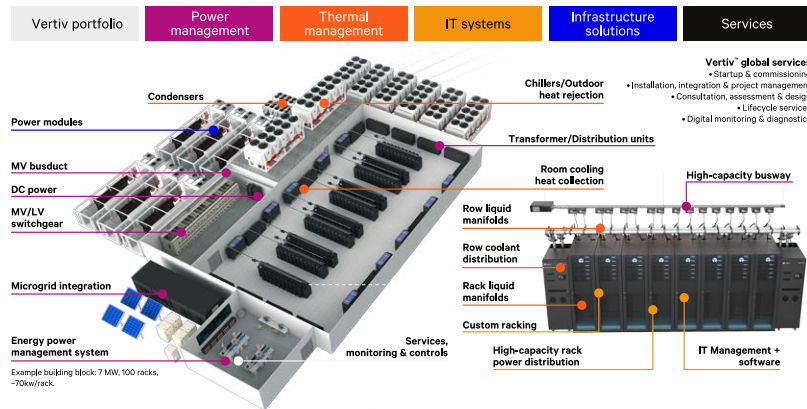 Vertiv portfolio
Power
management
Thermal
management
IT systems
Infrastructure
solutions
Services
Vertiv™ global services
• Startup & commissioning
• Installation, integration & project managemen
• Consultation, assessment & design
• Lifecycle service
• Digital monitoring & diagnostic
Condensers
Chillers/Outdoor
heat rejection
Power modules
Transformer/Distribution units
MV busduct
DC power
MV/LV
switchgear
Room cooling
heat collection
High-capacity busway
Row liquid
manifolds
Row coolant
distribution
Microgrid integration
Rack liquid
manifolds
Custom racking
Energy power
management system
Services,
monitoring & controls
High-capacity rack
power distribution
IT Management +
software
Example building block: 7 MW, 100 racks,
~70kw/rack.